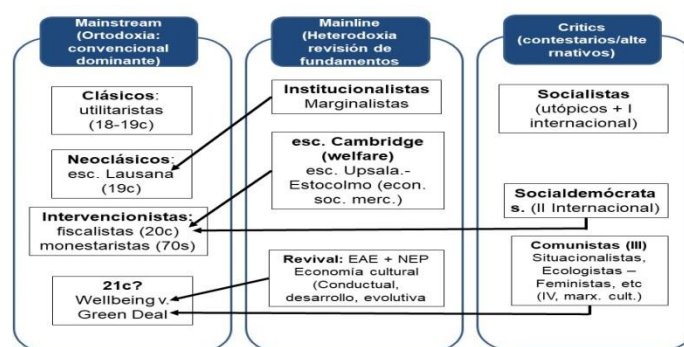 Mainstream
(Ortodoxia:
convencional
dominante)
Clásicos:
utilitaristas
(18-19c)
Neoclásicos:
esc. Lausana
(19c)
Intervencionistas:
fiscalistas (20c)
monestaristas (70s)
21c?
Wellbeing v.
Green Deal
Mainline
(Heterodoxia
revisión de
fundamentos
Institucionalistas
Marginalistas
esc. Cambridge
(welfare)
esc. Upsala.-
Estocolmo (econ.
soc. merc.)
Revival: EAE + NEP
Economía cultural
(Conductual,
desarrollo, evolutiva
Critics
(contestarios/alte
rnativos)
Socialistas
(utópicos + I
internacional)
Socialdemócrata
s. (II Internacional)
Comunistas (III)
Situacionalistas,
Ecologistas –
Feministas, etc
(IV, marx. cult.)